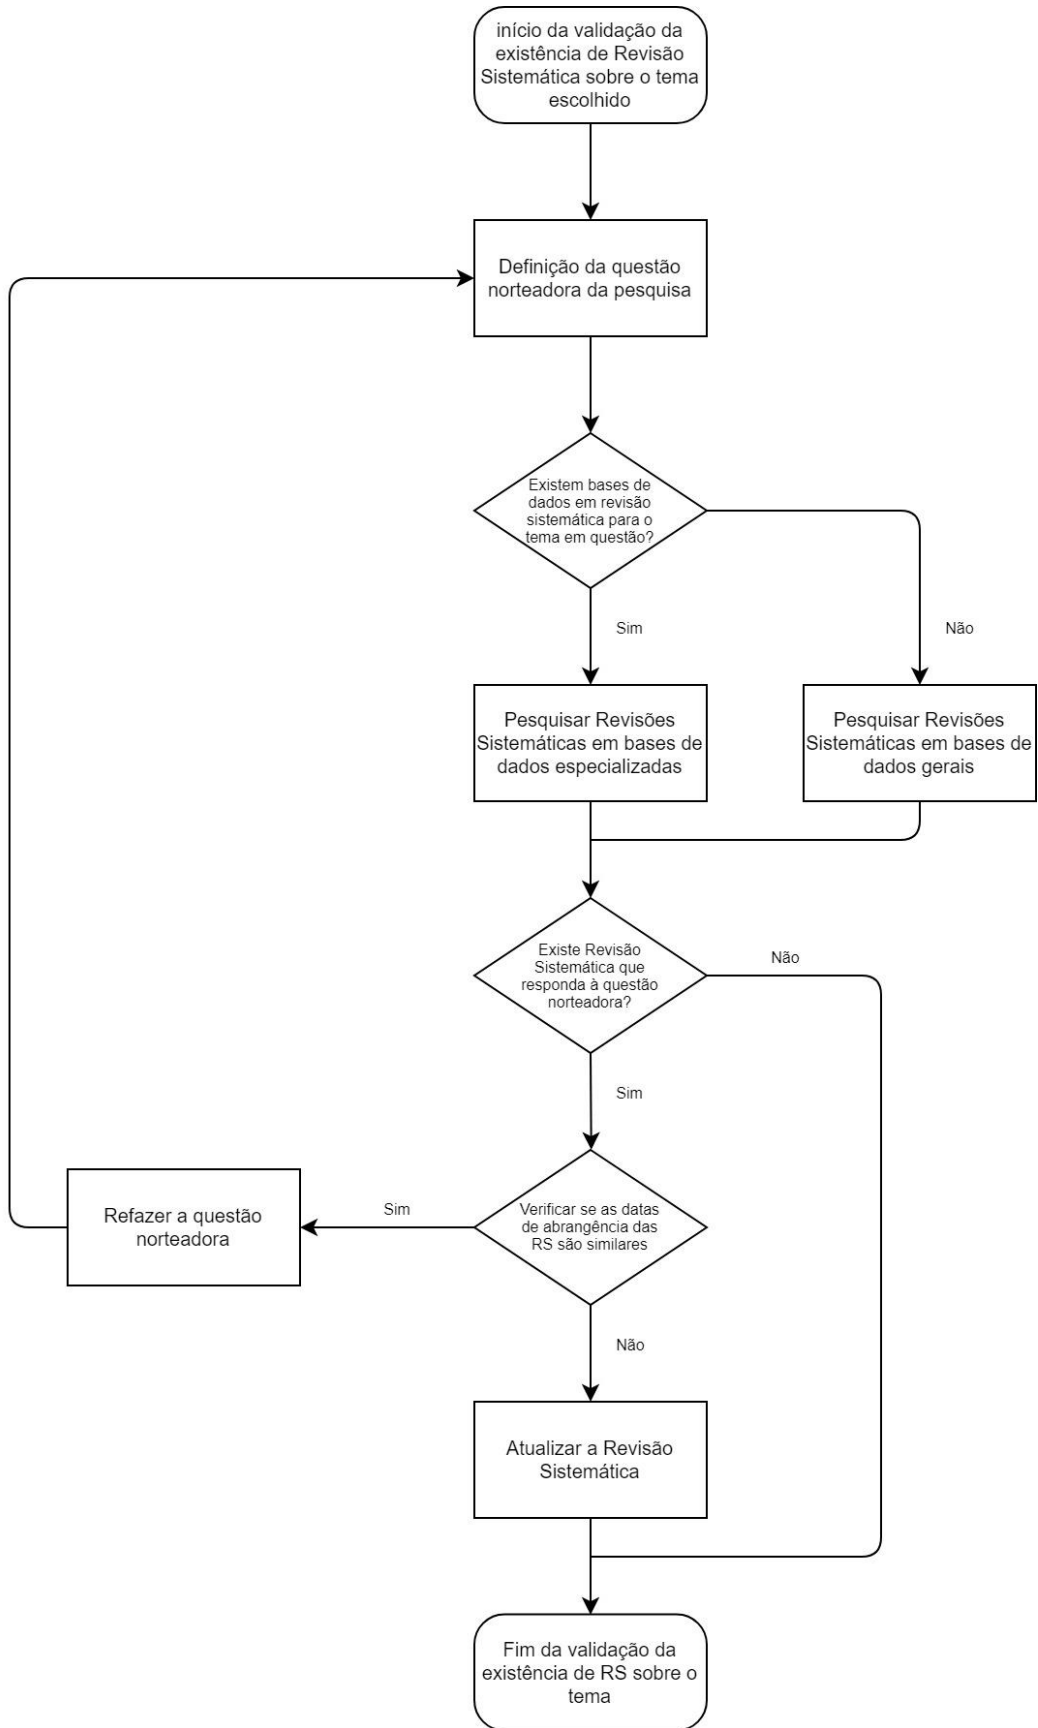 início da validação da
existência de Revisão
Sistemática sobre o tema
escolhido
Definição da questão
norteadora da pesquisa
Existem bases de
dados em revisão
sistemática para o
tema em questão?
Sim
Não
Pesquisar Revisões
Sistemáticas em bases de
dados especializadas
Pesquisar Revisões
Sistemáticas em bases de
dados gerais
Existe Revisão
Sistemática que
responda à questão
norteadora?
Não
Sim
Verificar se as datas
de abrangência das
RS são similares
Sim
Refazer a questão
norteadora
Não
Atualizar a Revisão
Sistemática
Fim da validação da
existência de RS sobre o
tema